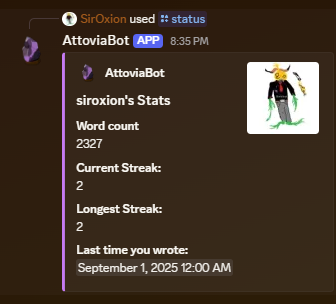 SirOxion used status
AttoviaBot APP 8:35 PM
AttoviaBot
siroxion's Stats
Word count
2327
Current Streak:
2
Longest Streak:
2
Last time you wrote:
September 1, 2025 12:00 AM